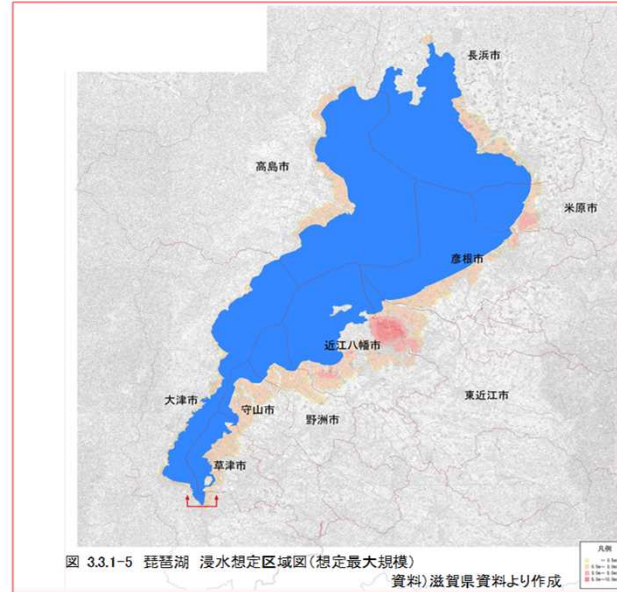 長浜市
高島市
米原市
彦根市
近江八幡市
東近江市
大津市
守山市
野洲市
草津市
凡例
図 3.3.1-5 琵琶湖 浸水想定区域図(想定最大規模)
資料)滋賀県資料より作成